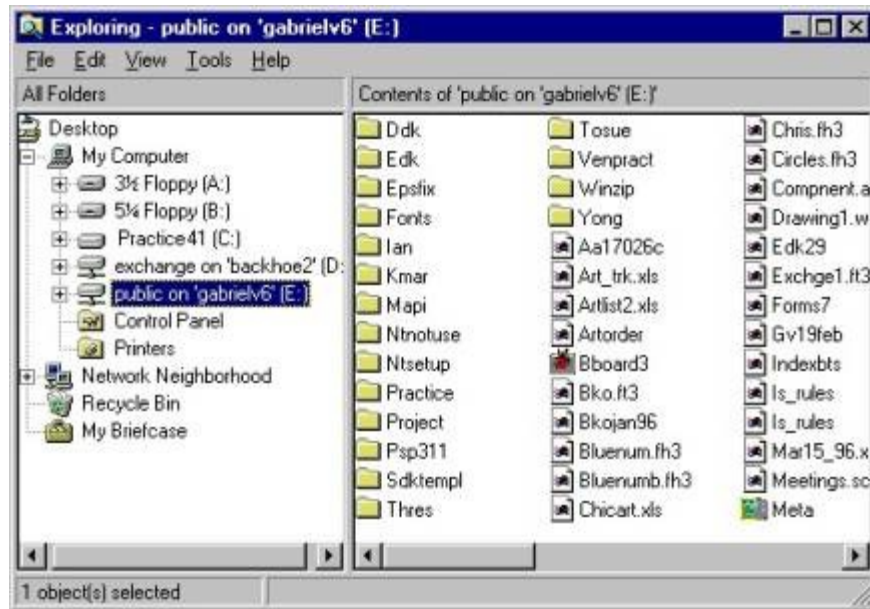 Exploring - public on 'gabrielv6' (E:)
File Edit View Tools Help
All Folders
Contents of 'public on 'gabrielv6' (E:)'
Desktop
My Computer
3½ Floppy (A:)
5¼ Floppy (B:)
Practice41 (C:)
exchange on 'backhoe2' (D:
public on 'gabrielv6' (E:)
Control Panel
Printers
Network Neighborhood
Recycle Bin
My Briefcase
Ddk
Edk
Epsfix
Fonts
Ian
Kmar
Mapi
Ntnotuse
Ntsetup
Practice
Project
Psp311
Sdktempl
Thres
Tosue
Venpract
Winzip
Yong
Aa17026c
Art_trk.xls
Artlist2.xls
Artorder
Bboard3
Bko.ft3
Bkojan96
Bluenum.fh3
Bluenumb.fh3
Chicart.xls
Chris.fh3
Circles.fh3
Compnent.a
Drawing1.w
Edk29
Exchge1.ft3
Forms7
Gv19feb
Indexbts
Is_rules
Is_rules
Mar15_96.x
Meetings.sc
Meta
1 object(s) selected